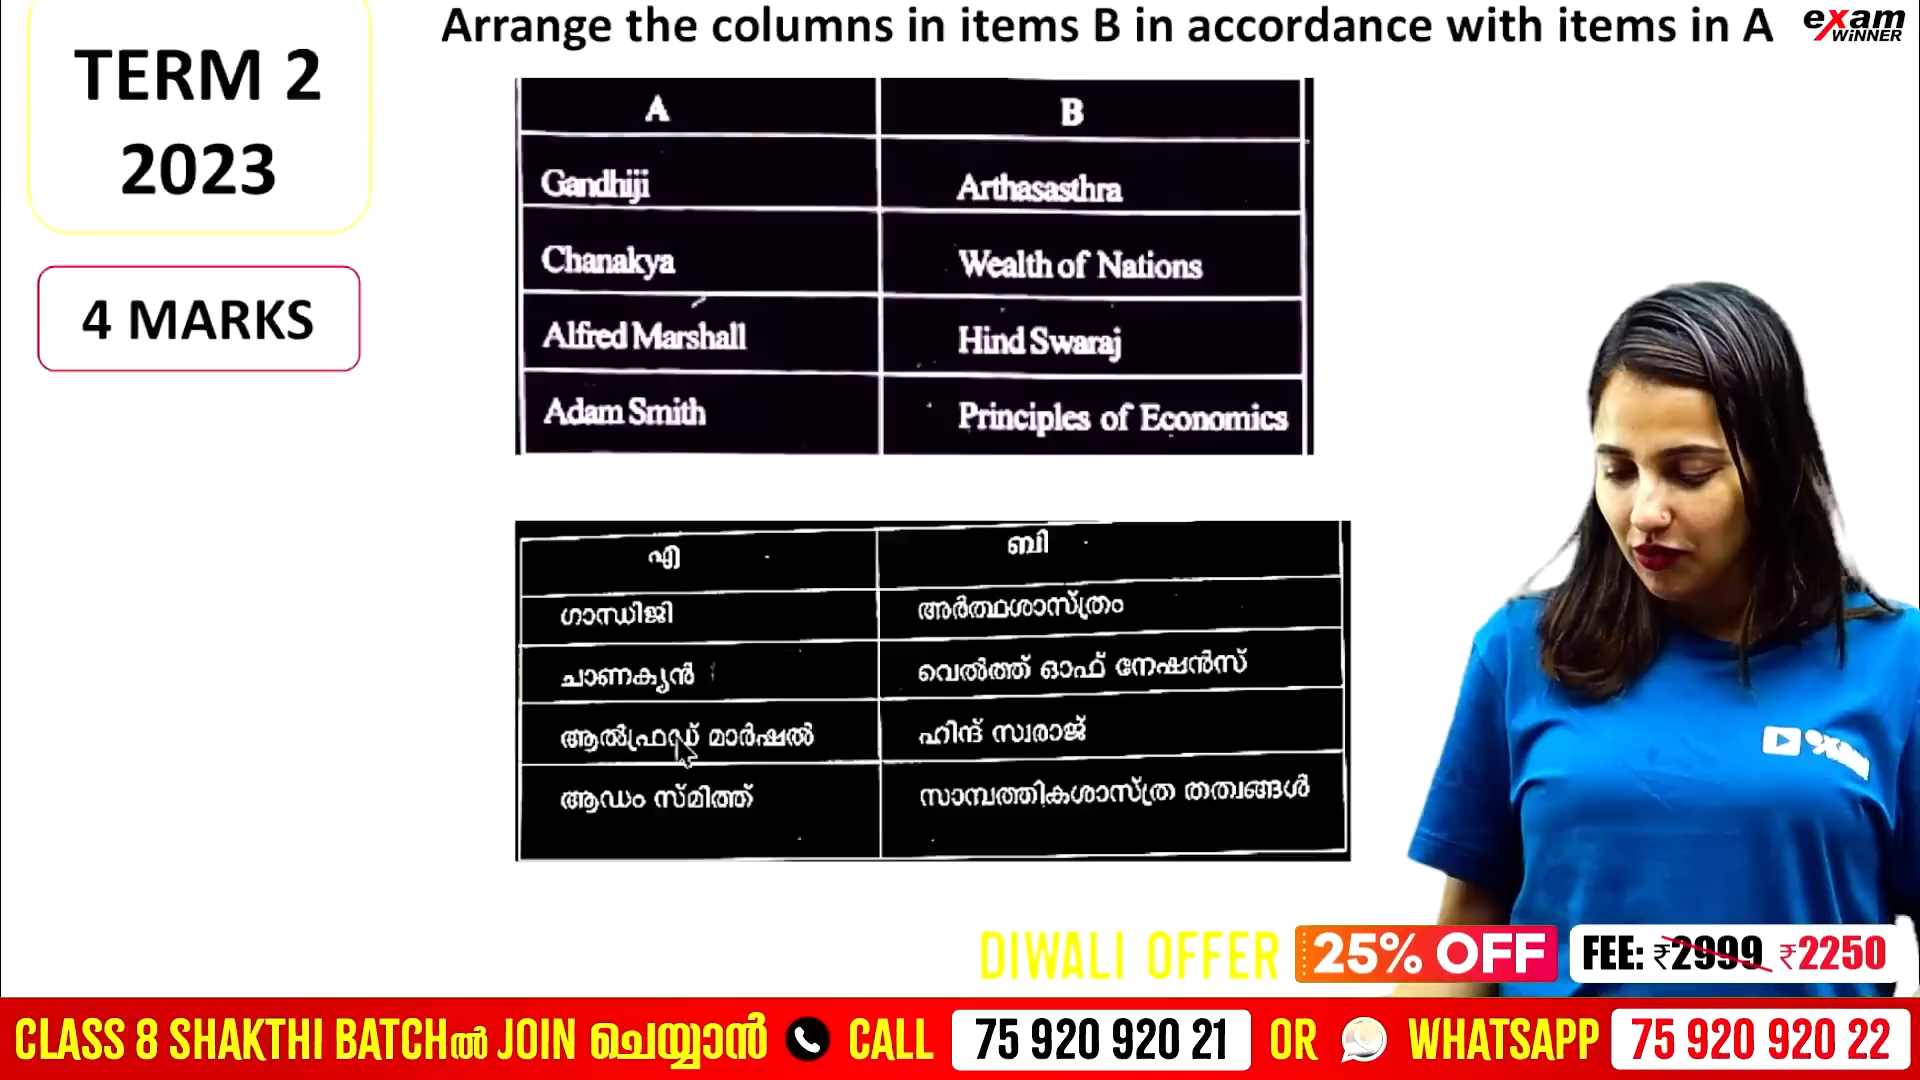 Arrange the columns in items B in accordance with items in A
exam
WiNNER
TERM 2
2023
4 MARKS
A B
Gandhiji Arthasasthra
Chanakya Wealth of Nations
Alfred Marshall Hind Swaraj
Adam Smith Principles of Economics
എ ബി
ഗാന്ധിജി അർത്ഥശാസ്ത്രം
ചാണക്യൻ വെൽത്ത് ഓഫ് നേഷൻസ്
ആൽഫ്രഡ് മാർഷൽ ഹിന്ദ് സ്വരാജ്
ആഡം സ്മിത്ത് സാമ്പത്തികശാസ്ത്ര തത്വങ്ങൾ
DIWALI OFFER 25% OFF FEE: ₹2999 ₹2250
CLASS 8 SHAKTHI BATCHൽ JOIN ചെയ്യാൻ CALL 75 920 920 21 OR WHATSAPP 75 920 920 22